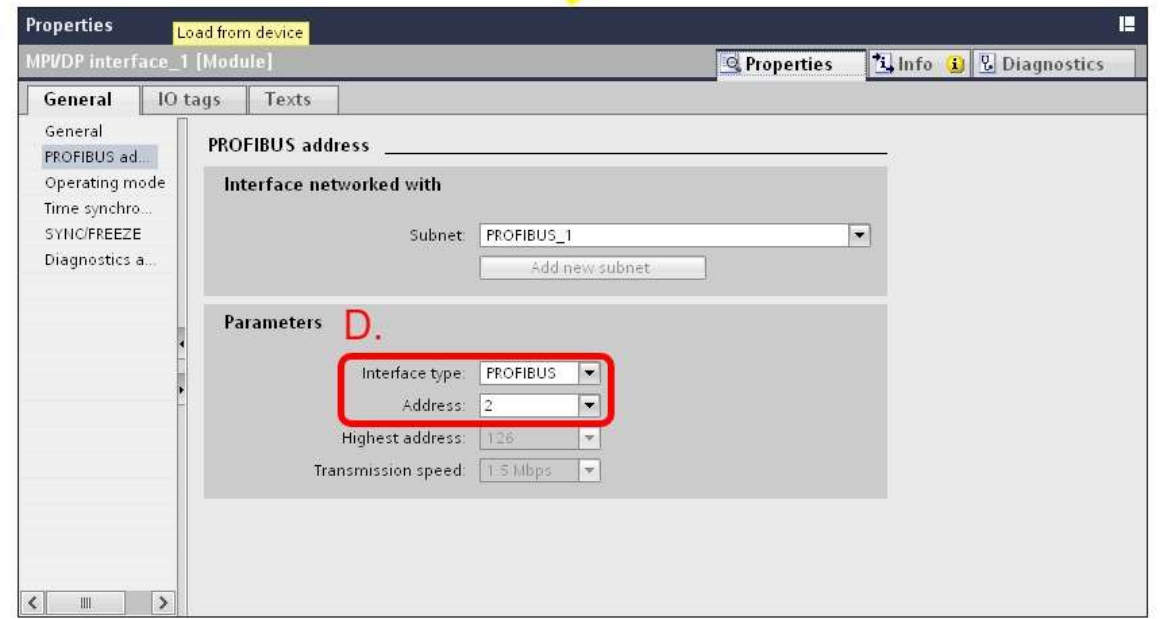 Properties
Load from device
MPI/DP interface_1 [Module]
Properties
Info
Diagnostics
General
IO tags
Texts
General
PROFIBUS ad...
Operating mode
Time synchro...
SYNC/FREEZE
Diagnostics a...
PROFIBUS address
Interface networked with
Subnet: PROFIBUS_1
Add new subnet
Parameters D.
Interface type: PROFIBUS
Address: 2
Highest address: 126
Transmission speed: 1.5 Mbps